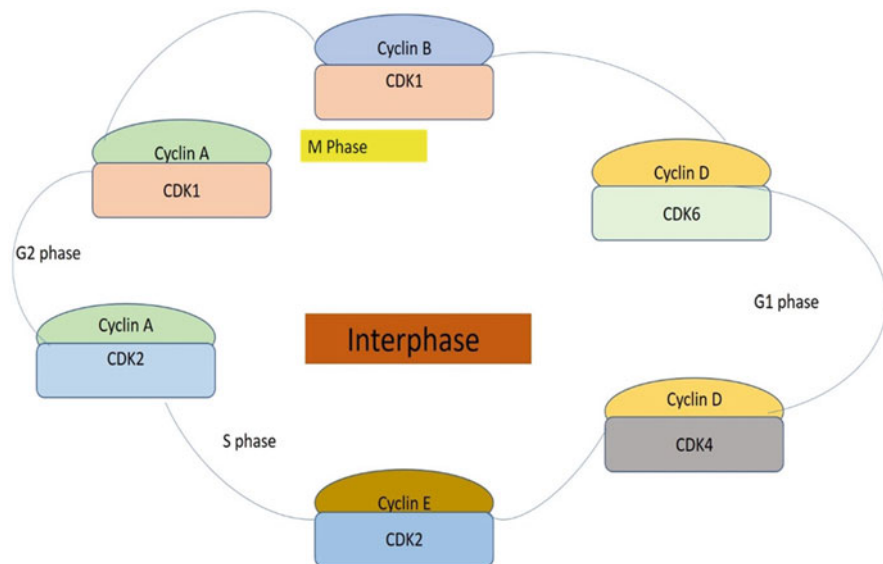 Cyclin B
CDK1
M Phase
Cyclin A
CDK1
Cyclin D
CDK6
G2 phase
G1 phase
Cyclin A
CDK2
Interphase
Cyclin D
CDK4
S phase
Cyclin E
CDK2